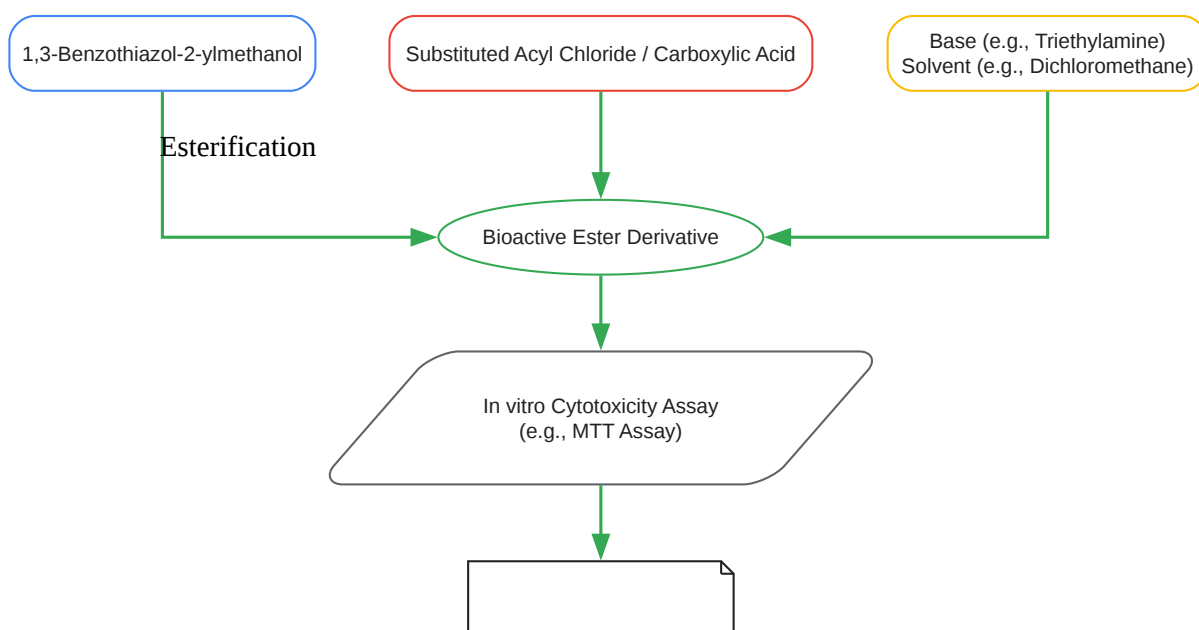 1,3-Benzothiazol-2-ylmethanol
Substituted Acyl Chloride / Carboxylic Acid
Base (e.g., Triethylamine)
Solvent (e.g., Dichloromethane)
Esterification
Bioactive Ester Derivative
In vitro Cytotoxicity Assay
(e.g., MTT Assay)